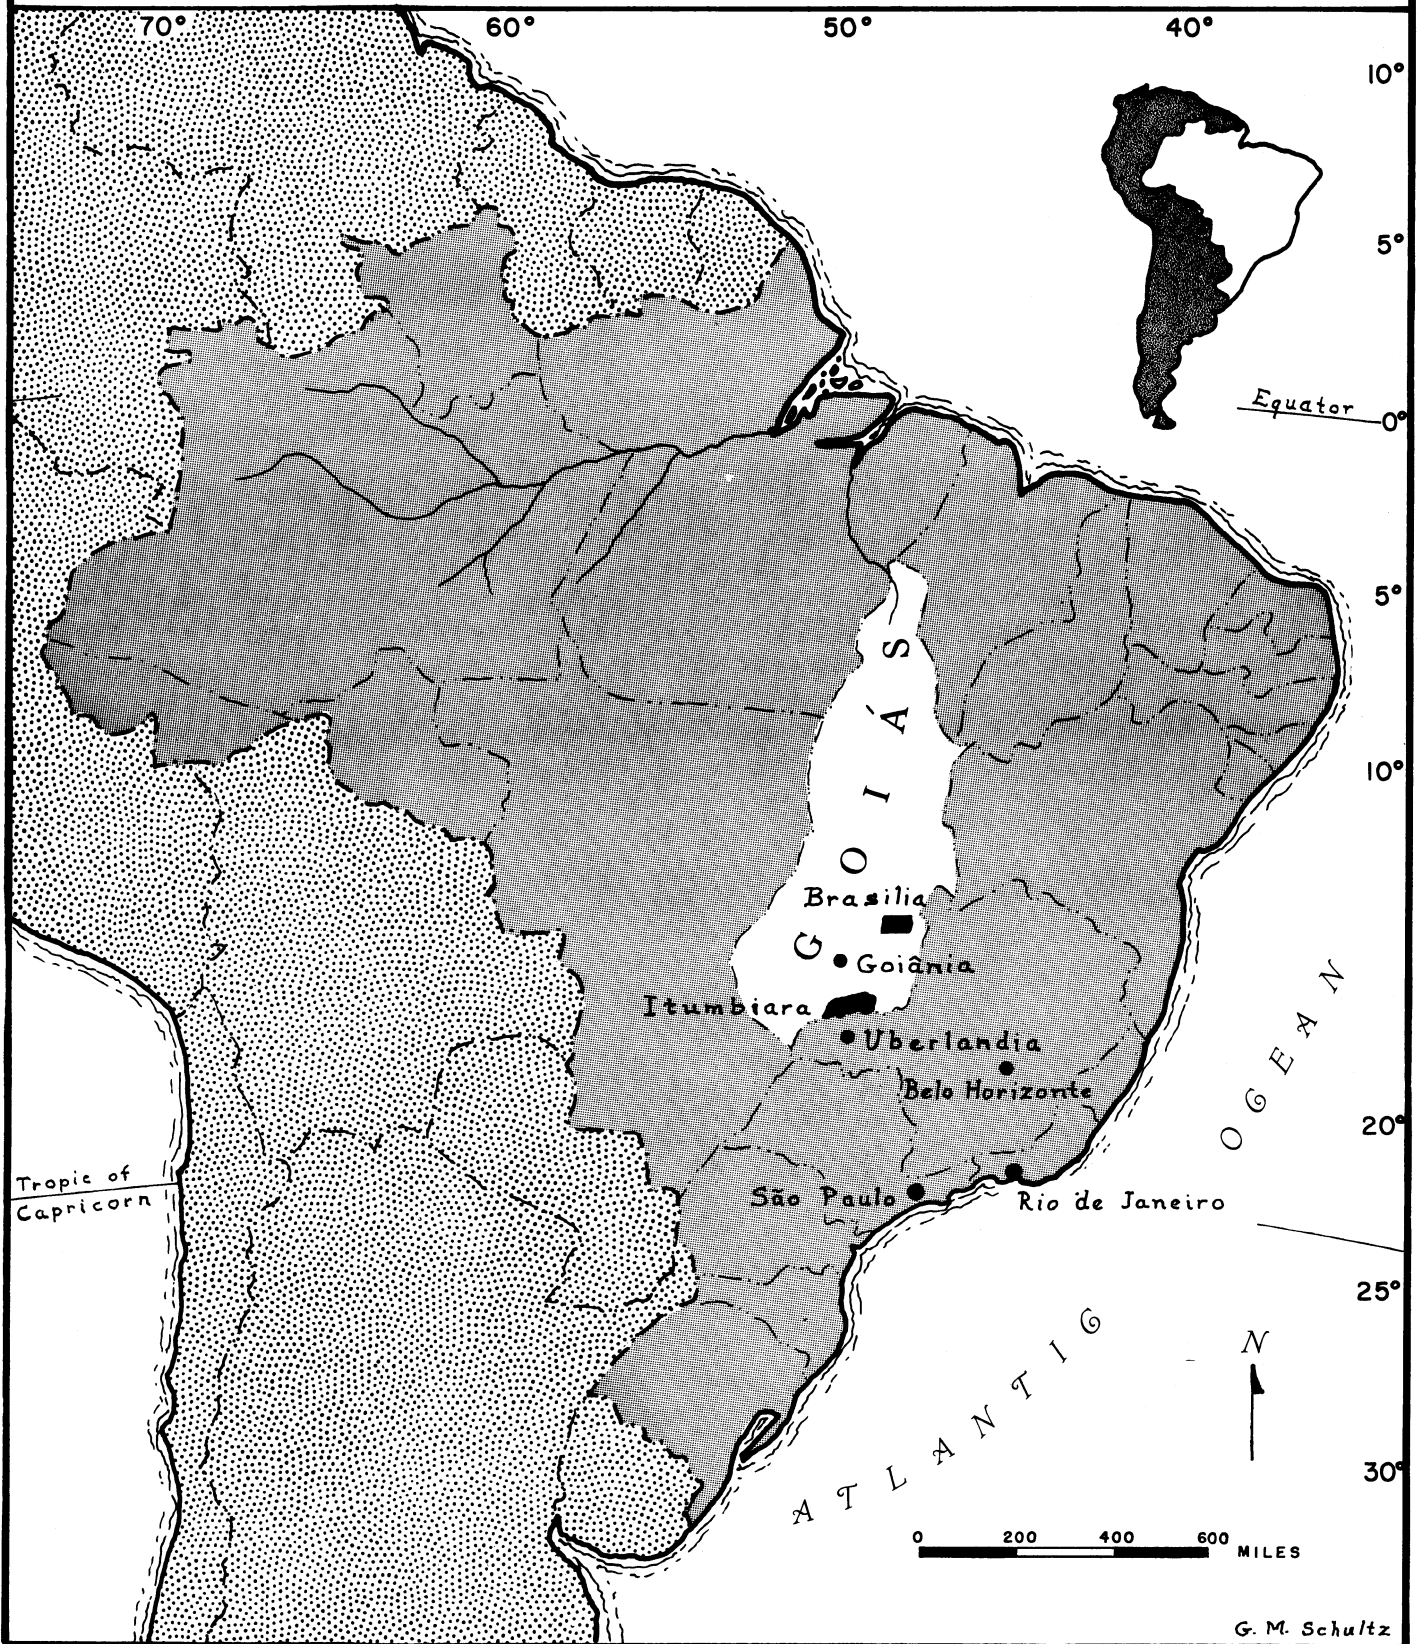 70° 60° 50° 40°
10°
5°
Equator
0°
5°
GOIÁS
10°
Brasilia
Goiânia
Itumbiara
Uberlandia
Belo Horizonte
20°
Tropic of
Capricorn
São Paulo
Rio de Janeiro
25°
ATLANTIC OCEAN
N
30°
0 200 400 600 MILES
G. M. Schultz